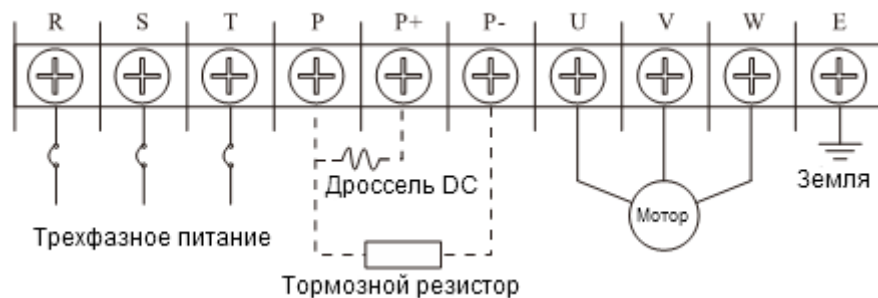 R S T P P+ P- U V W E
Дроссель DC
Земля
Мотор
Трехфазное питание
Тормозной резистор